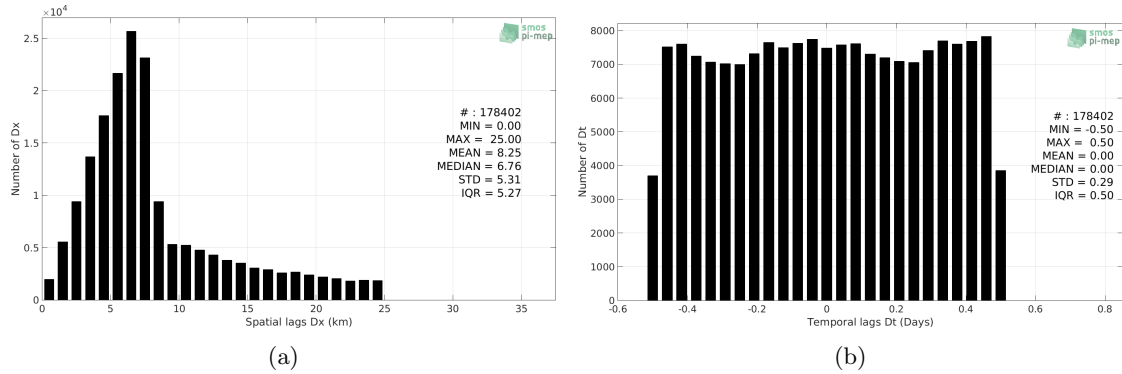 ×10⁴
2.5
2
1.5
1
0.5
0
0 5 10 15 20 25 30 35
Number of Dx
Spatial lags Dx (km)
smos
pi-mep
# : 178402
MIN = 0.00
MAX = 25.00
MEAN = 8.25
MEDIAN = 6.76
STD = 5.31
IQR = 5.27
(a)
8000
7000
6000
5000
4000
3000
2000
1000
0
-0.6 -0.4 -0.2 0 0.2 0.4 0.6 0.8
Number of Dt
Temporal lags Dt (Days)
smos
pi-mep
# : 178402
MIN = -0.50
MAX = 0.50
MEAN = 0.00
MEDIAN = 0.00
STD = 0.29
IQR = 0.50
(b)